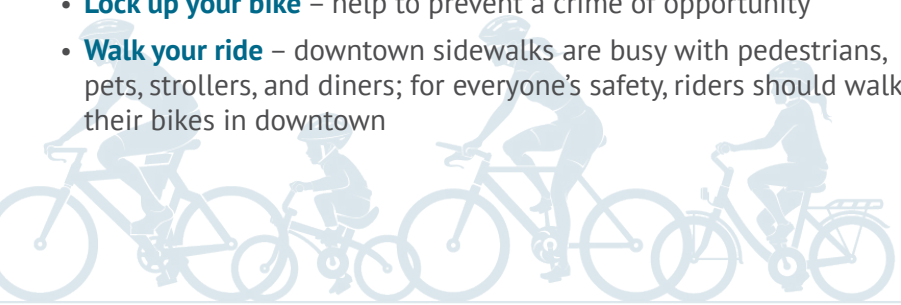 • Lock up your bike – help to prevent a crime of opportunity
• Walk your ride – downtown sidewalks are busy with pedestrians,
pets, strollers, and diners; for everyone's safety, riders should walk
their bikes in downtown